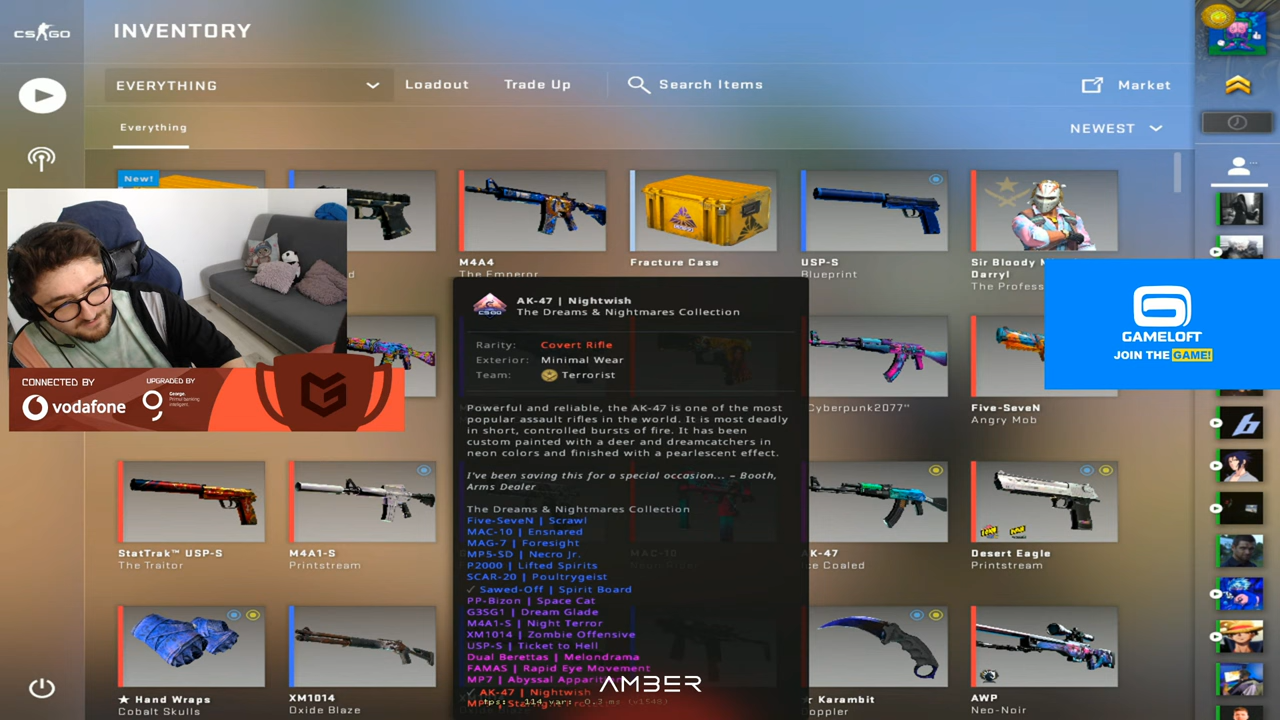 CS:GO
INVENTORY
EVERYTHING
Loadout
Trade Up
Search Items
Market
Everything
NEWEST
New!
M4A4
The Emperor
Fracture Case
USP-S
Blueprint
Sir Bloody
Darryl
The Profess
AK-47 | Nightwish
The Dreams & Nightmares Collection
Rarity: Covert Rifle
Exterior: Minimal Wear
Team: Terrorist
Powerful and reliable, the AK-47 is one of the most
popular assault rifles in the world. It is most deadly
in short, controlled bursts of fire. It has been
custom painted with a deer and dreamcatchers in
neon colors and finished with a pearlescent effect.
I've been saving this for a special occasion... – Booth,
Arms Dealer
The Dreams & Nightmares Collection
Five-SeveN | Scrawl
MAC-10 | Ensnared
MAG-7 | Foresight
MP5-SD | Necro Jr.
P2000 | Lifted Spirits
SCAR-20 | Poultrygeist
✓ Sawed-Off | Spirit Board
PP-Bizon | Space Cat
G3SG1 | Dream Glade
M4A1-S | Night Terror
XM1014 | Zombie Offensive
USP-S | Ticket to Hell
Dual Berettas | Melondrama
FAMAS | Rapid Eye Movement
MP7 | Abyssal Apparit
✓ AK-47 | Nightwish
AMBER
GAMELOFT
JOIN THE GAME!
CONNECTED BY
vodafone
UPGRADED BY
George.
Cyberpunk2077"
Five-SeveN
Angry Mob
StatTrak™ USP-S
The Traitor
M4A1-S
Printstream
MAC-10
AK-47
ce Coaled
Desert Eagle
Printstream
★ Hand Wraps
Cobalt Skulls
XM1014
Oxide Blaze
★ Karambit
oppler
AWP
Neo-Noir